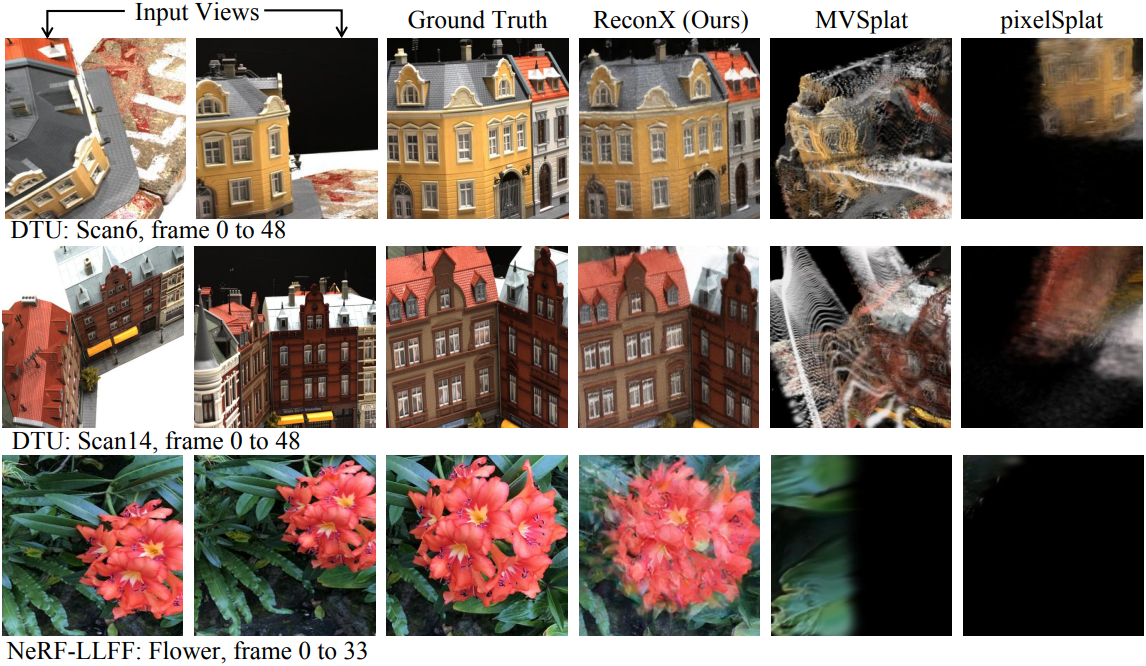 Input Views
Ground Truth
ReconX (Ours)
MVSplat
pixelSplat
DTU: Scan6, frame 0 to 48
DTU: Scan14, frame 0 to 48
NeRF-LLFF: Flower, frame 0 to 33